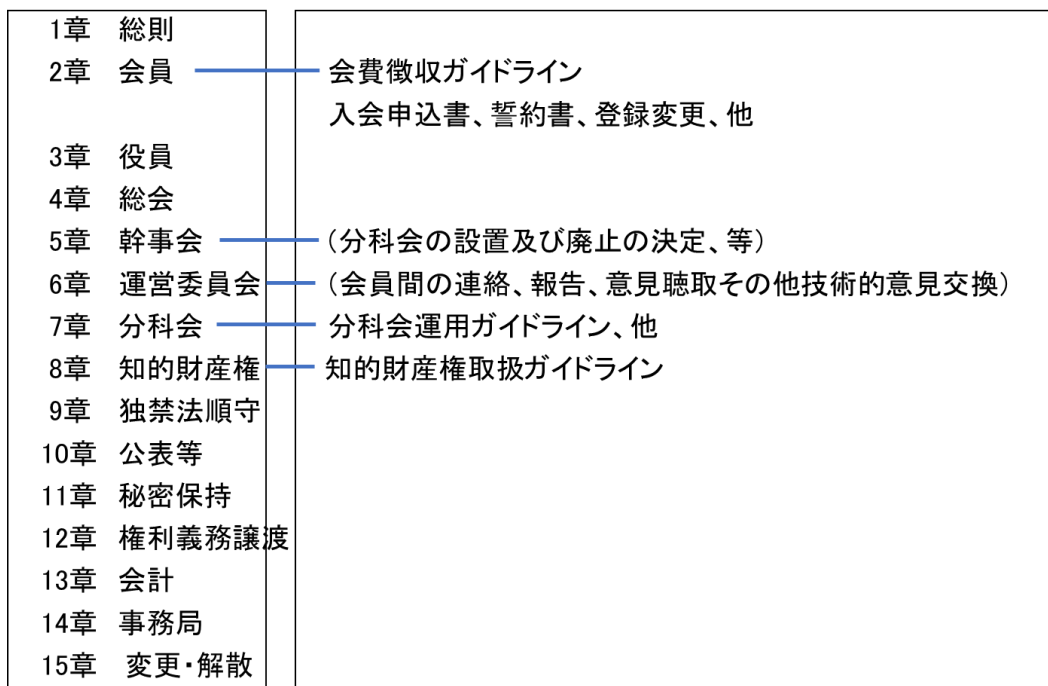 1章 総則
2章 会員 会費徴収ガイドライン
入会申込書、誓約書、登録変更、他
3章 役員
4章 総会
5章 幹事会 (分科会の設置及び廃止の決定、等)
6章 運営委員会 (会員間の連絡、報告、意見聴取その他技術的意見交換)
7章 分科会 分科会運用ガイドライン、他
8章 知的財産権 知的財産権取扱ガイドライン
9章 独禁法順守
10章 公表等
11章 秘密保持
12章 権利義務譲渡
13章 会計
14章 事務局
15章 変更・解散